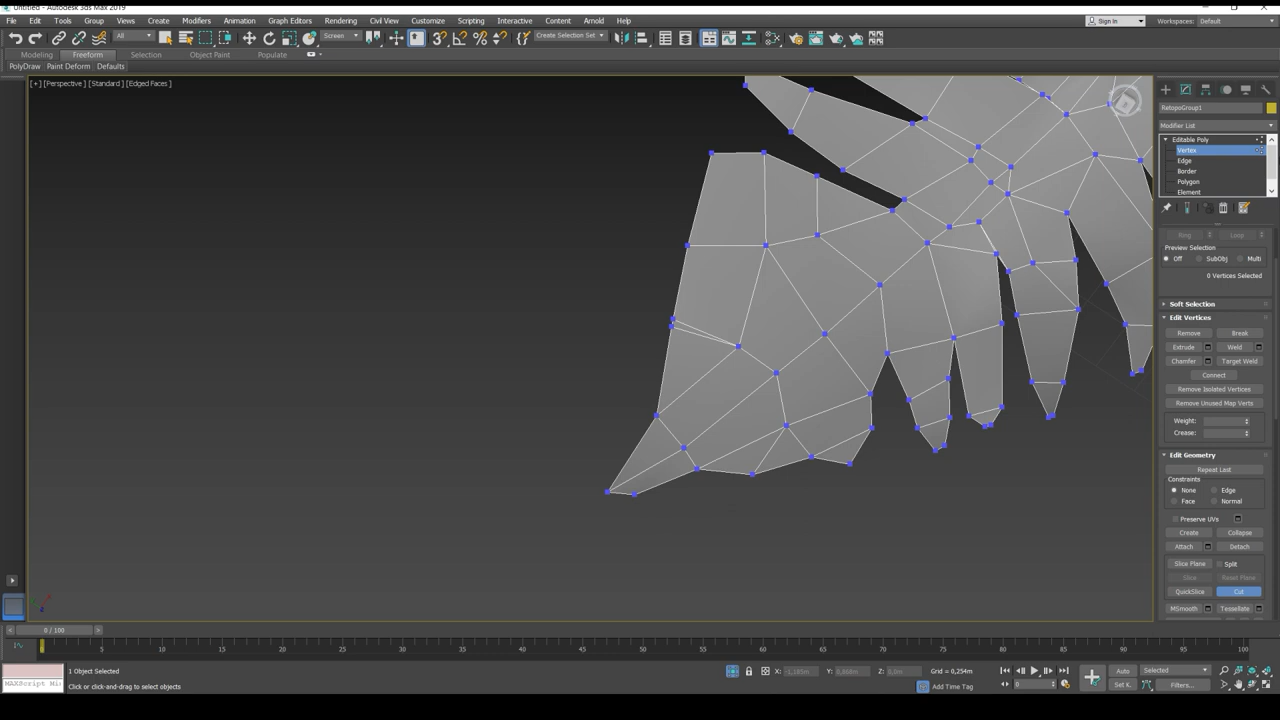 Untitled - Autodesk 3ds Max 2019
File Edit Tools Group Views Create Modifiers Animation Graph Editors Rendering Civil View Customize Scripting Interactive Content Arnold Help
Sign In Workspaces: Default
All Screen Create Selection Set
Modeling Freeform Selection Object Paint Populate
PolyDraw Paint Deform Defaults
[ + ] [Perspective ] [Standard ] [Edged Faces ]
RetopoGroup1
Modifier List
Editable Poly
Vertex
Edge
Border
Polygon
Element
Ring Loop
Preview Selection
Off SubObj Multi
0 Vertices Selected
Soft Selection
Edit Vertices
Remove Break
Extrude Weld
Chamfer Target Weld
Connect
Remove Isolated Vertices
Remove Unused Map Verts
Weight:
Crease:
Edit Geometry
Repeat Last
Constraints
None Edge
Face Normal
Preserve UVs
Create Collapse
Attach Detach
Slice Plane Split
Slice Reset Plane
QuickSlice Cut
MSmooth Tessellate
< 0 / 100 >
0 5 10 15 20 25 30 35 40 45 50 55 60 65 70 75 80 85 90 95 100
1 Object Selected X: Y: Z: Grid = 0,254m Auto Selected
MAXScript Mi Click or click-and-drag to select objects Add Time Tag 0 Set K. Filters...